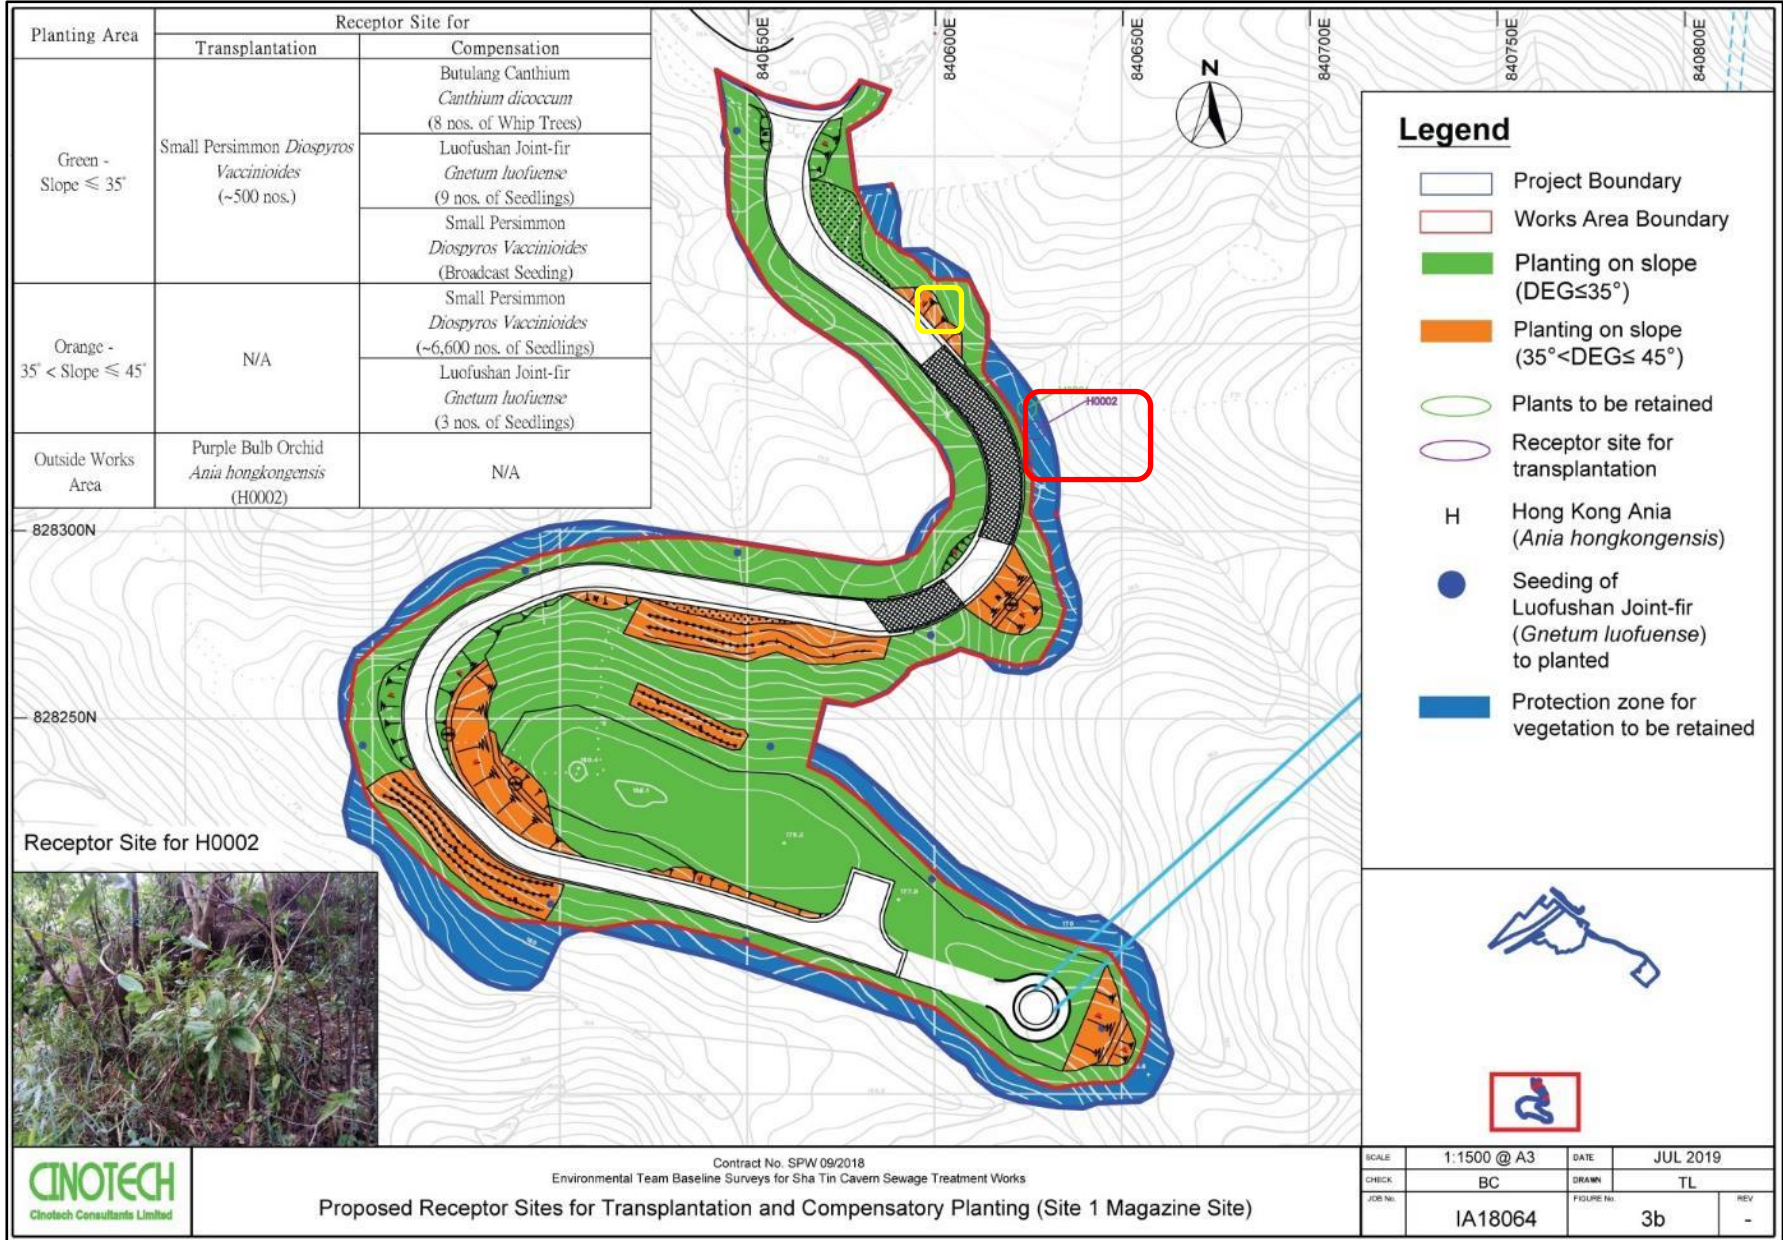 Planting Area
Receptor Site for
Transplantation
Compensation
Green -
Slope ≦ 35°
Small Persimmon Diospyros
Vaccinioides
(~500 nos.)
Butulang Canthium
Canthium dicoccum
(8 nos. of Whip Trees)
Luofushan Joint-fir
Gnetum luofuense
(9 nos. of Seedlings)
Small Persimmon
Diospyros Vaccinioides
(Broadcast Seeding)
Orange -
35° < Slope ≦ 45°
N/A
Small Persimmon
Diospyros Vaccinioides
(~6,600 nos. of Seedlings)
Luofushan Joint-fir
Gnetum luofuense
(3 nos. of Seedlings)
Outside Works
Area
Purple Bulb Orchid
Ania hongkongensis
(H0002)
N/A
840550E
840600E
840650E
840700E
840750E
840800E
N
H0002
828300N
828250N
Legend
Project Boundary
Works Area Boundary
Planting on slope
(DEG≤35°)
Planting on slope
(35°<DEG≤ 45°)
Plants to be retained
Receptor site for
transplantation
H
Hong Kong Ania
(Ania hongkongensis)
Seeding of
Luofushan Joint-fir
(Gnetum luofuense)
to planted
Protection zone for
vegetation to be retained
Receptor Site for H0002
CINOTECH
Cinotech Consultants Limited
Contract No. SPW 09/2018
Environmental Team Baseline Surveys for Sha Tin Cavern Sewage Treatment Works
Proposed Receptor Sites for Transplantation and Compensatory Planting (Site 1 Magazine Site)
SCALE 1:1500 @ A3 DATE JUL 2019
CHECK BC DRAWN TL
JOB No. IA18064 FIGURE No. 3b REV -